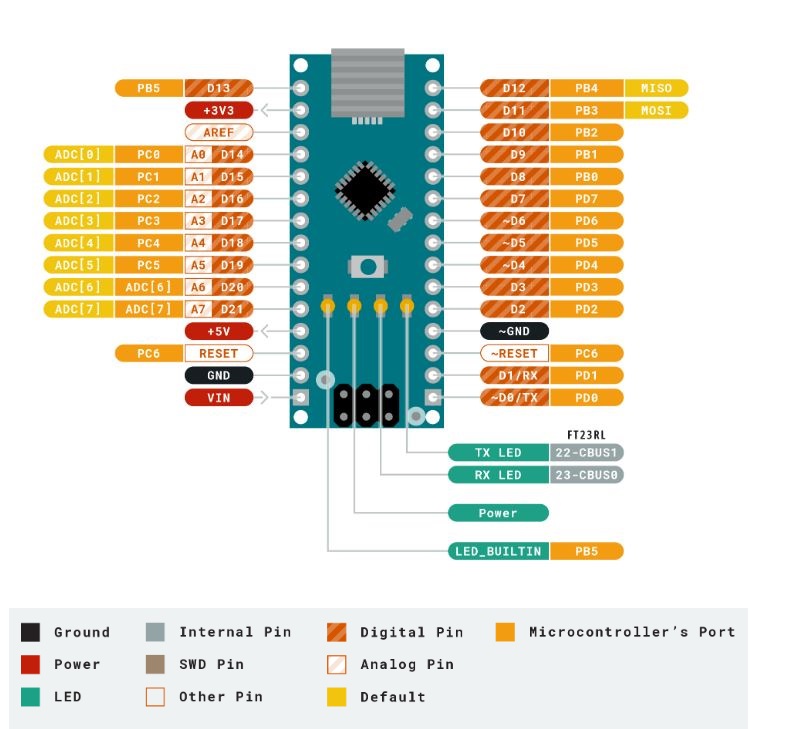 PB5 D13 D12 PB4 MISO
+3V3 D11 PB3 MOSI
AREF D10 PB2
ADC[0] PC0 A0 D14 D9 PB1
ADC[1] PC1 A1 D15 D8 PB0
ADC[2] PC2 A2 D16 D7 PD7
ADC[3] PC3 A3 D17 ~D6 PD6
ADC[4] PC4 A4 D18 ~D5 PD5
ADC[5] PC5 A5 D19 ~D4 PD4
ADC[6] ADC[6] A6 D20 D3 PD3
ADC[7] ADC[7] A7 D21 D2 PD2
+5V ~GND
PC6 RESET ~RESET PC6
GND D1/RX PD1
VIN ~D0/TX PD0
FT23RL
TX LED 22-CBUS1
RX LED 23-CBUS0
Power
LED_BUILTIN PB5
Ground Internal Pin Digital Pin Microcontroller's Port
Power SWD Pin Analog Pin
LED Other Pin Default